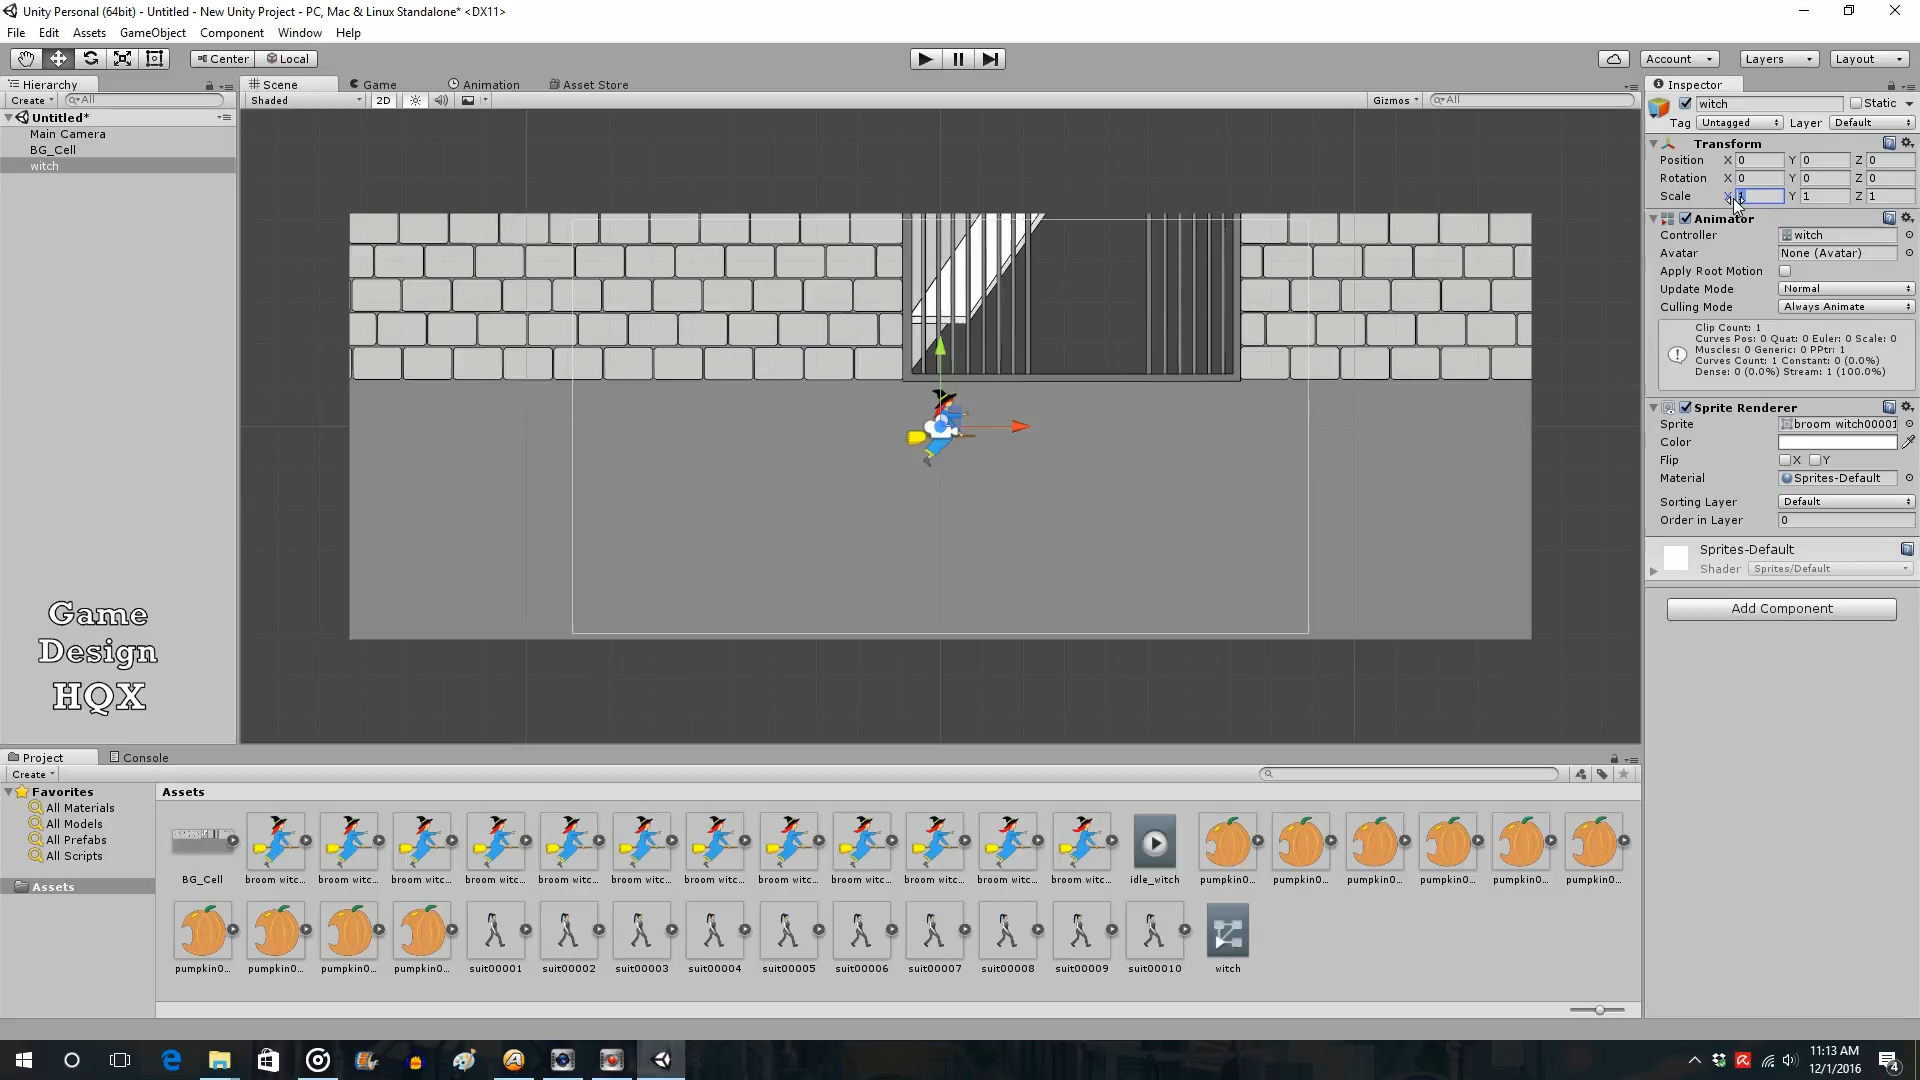 Unity Personal (64bit) - Untitled - New Unity Project - PC, Mac & Linux Standalone* <DX11>
File Edit Assets GameObject Component Window Help
Center Local Account Layers Layout
Hierarchy Scene Game Animation Asset Store Inspector
Create All Shaded 2D Gizmos All witch Static
Untitled* Tag Untagged Layer Default
Main Camera Transform
BG_Cell Position X 0 Y 0 Z 0
witch Rotation X 0 Y 0 Z 0
Scale X 1 Y 1 Z 1
Animator
Controller witch
Avatar None (Avatar)
Apply Root Motion
Update Mode Normal
Culling Mode Always Animate
Clip Count: 1
Curves Pos: 0 Quat: 0 Euler: 0 Scale: 0
Muscles: 0 Generic: 0 PPtr: 1
Curves Count: 1 Constant: 0 (0.0%)
Dense: 0 (0.0%) Stream: 1 (100.0%)
Sprite Renderer
Sprite broom witch00001
Color
Flip X Y
Material Sprites-Default
Sorting Layer Default
Order in Layer 0
Sprites-Default
Shader Sprites/Default
Add Component
Game
Design
HQX
Project Console
Create
Favorites Assets
All Materials
All Models
All Prefabs
All Scripts
Assets
BG_Cell broom witc... broom witc... broom witc... broom witc... broom witc... broom witc... broom witc... broom witc... broom witc... broom witc... broom witc... broom witc... idle_witch pumpkin0... pumpkin0... pumpkin0... pumpkin0... pumpkin0... pumpkin0...
pumpkin0... pumpkin0... pumpkin0... pumpkin0... suit00001 suit00002 suit00003 suit00004 suit00005 suit00006 suit00007 suit00008 suit00009 suit00010 witch
11:13 AM
12/1/2016
4